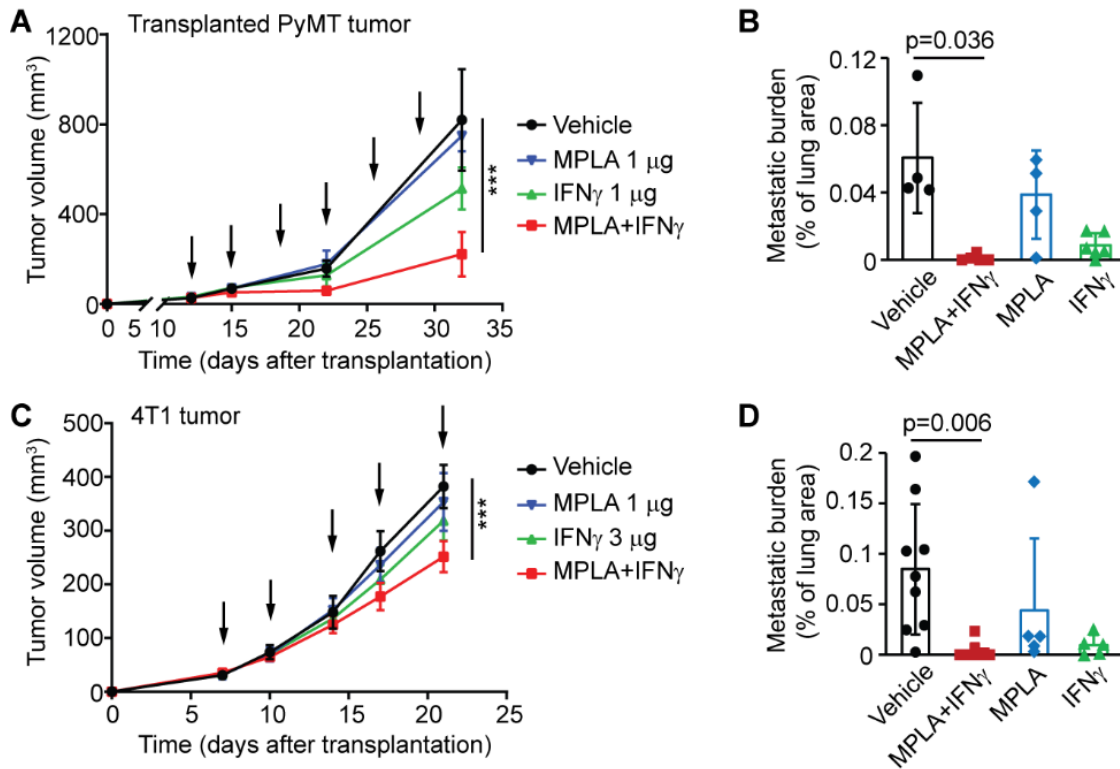 A
Transplanted PyMT tumor
Tumor volume (mm³)
1200
800
400
0
0 5 10 15 20 25 30 35
Time (days after transplantation)
Vehicle
MPLA 1 µg
IFNγ 1 µg
MPLA+IFNγ
***
B
p=0.036
Metastatic burden
(% of lung area)
0.12
0.08
0.04
0
Vehicle
MPLA+IFNγ
MPLA
IFNγ
C
4T1 tumor
Tumor volume (mm³)
500
400
300
200
100
0
0 5 10 15 20 25
Time (days after transplantation)
Vehicle
MPLA 1 µg
IFNγ 3 µg
MPLA+IFNγ
***
D
p=0.006
Metastatic burden
(% of lung area)
0.2
0.15
0.1
0.05
0
Vehicle
MPLA+IFNγ
MPLA
IFNγ